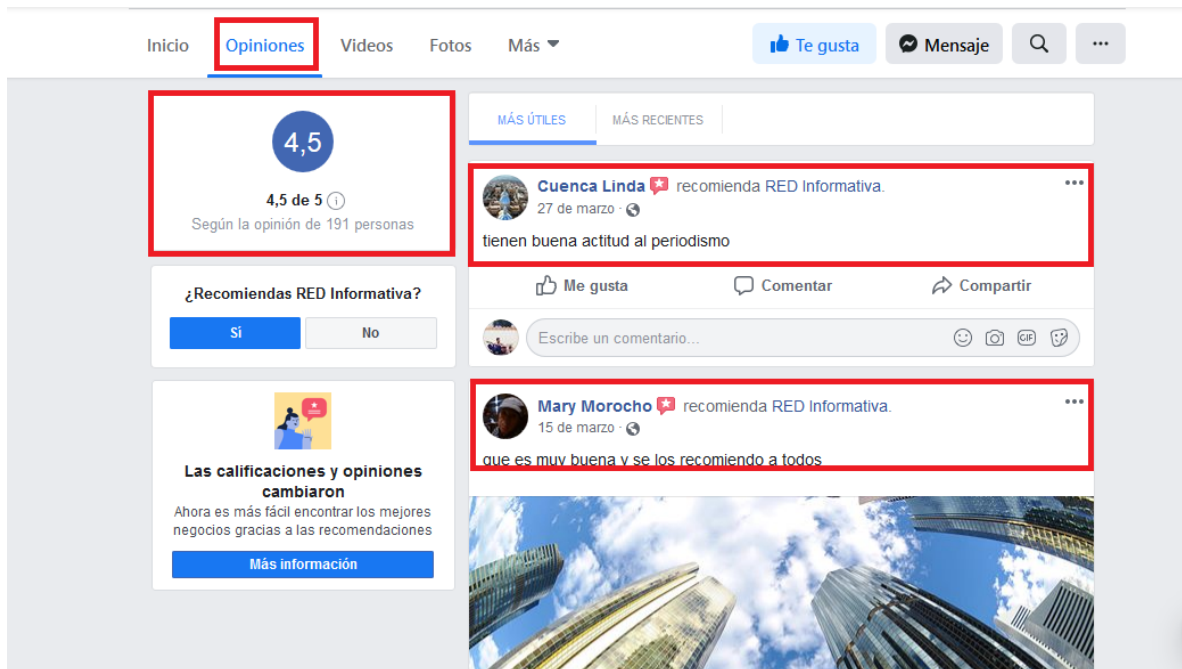 Inicio Opiniones Videos Fotos Más Te gusta Mensaje
4,5
4,5 de 5
Según la opinión de 191 personas
¿Recomiendas RED Informativa?
Sí No
Las calificaciones y opiniones
cambiaron
Ahora es más fácil encontrar los mejores
negocios gracias a las recomendaciones
Más información
MÁS ÚTILES MÁS RECIENTES
Cuenca Linda recomienda RED Informativa.
27 de marzo ·
tienen buena actitud al periodismo
Me gusta Comentar Compartir
Escribe un comentario... GIF
Mary Morocho recomienda RED Informativa.
15 de marzo ·
que es muy buena y se los recomiendo a todos